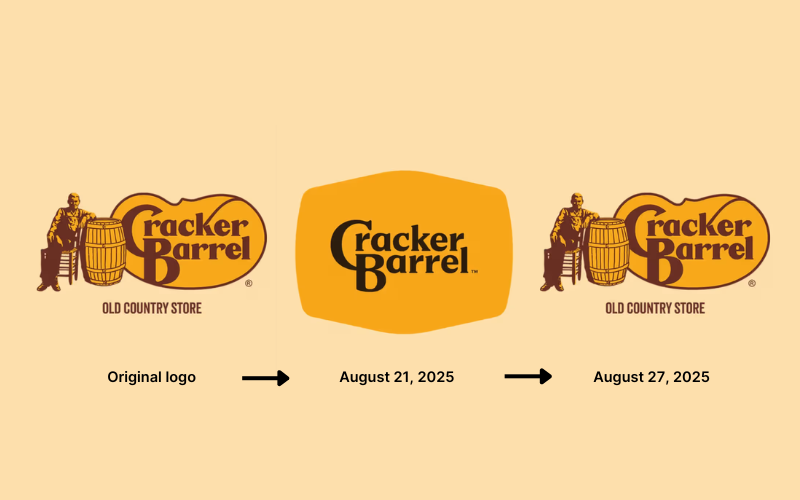 Cracker
Barrel
®
OLD COUNTRY STORE
Cracker
Barrel™
Cracker
Barrel
®
OLD COUNTRY STORE
Original logo
August 21, 2025
August 27, 2025